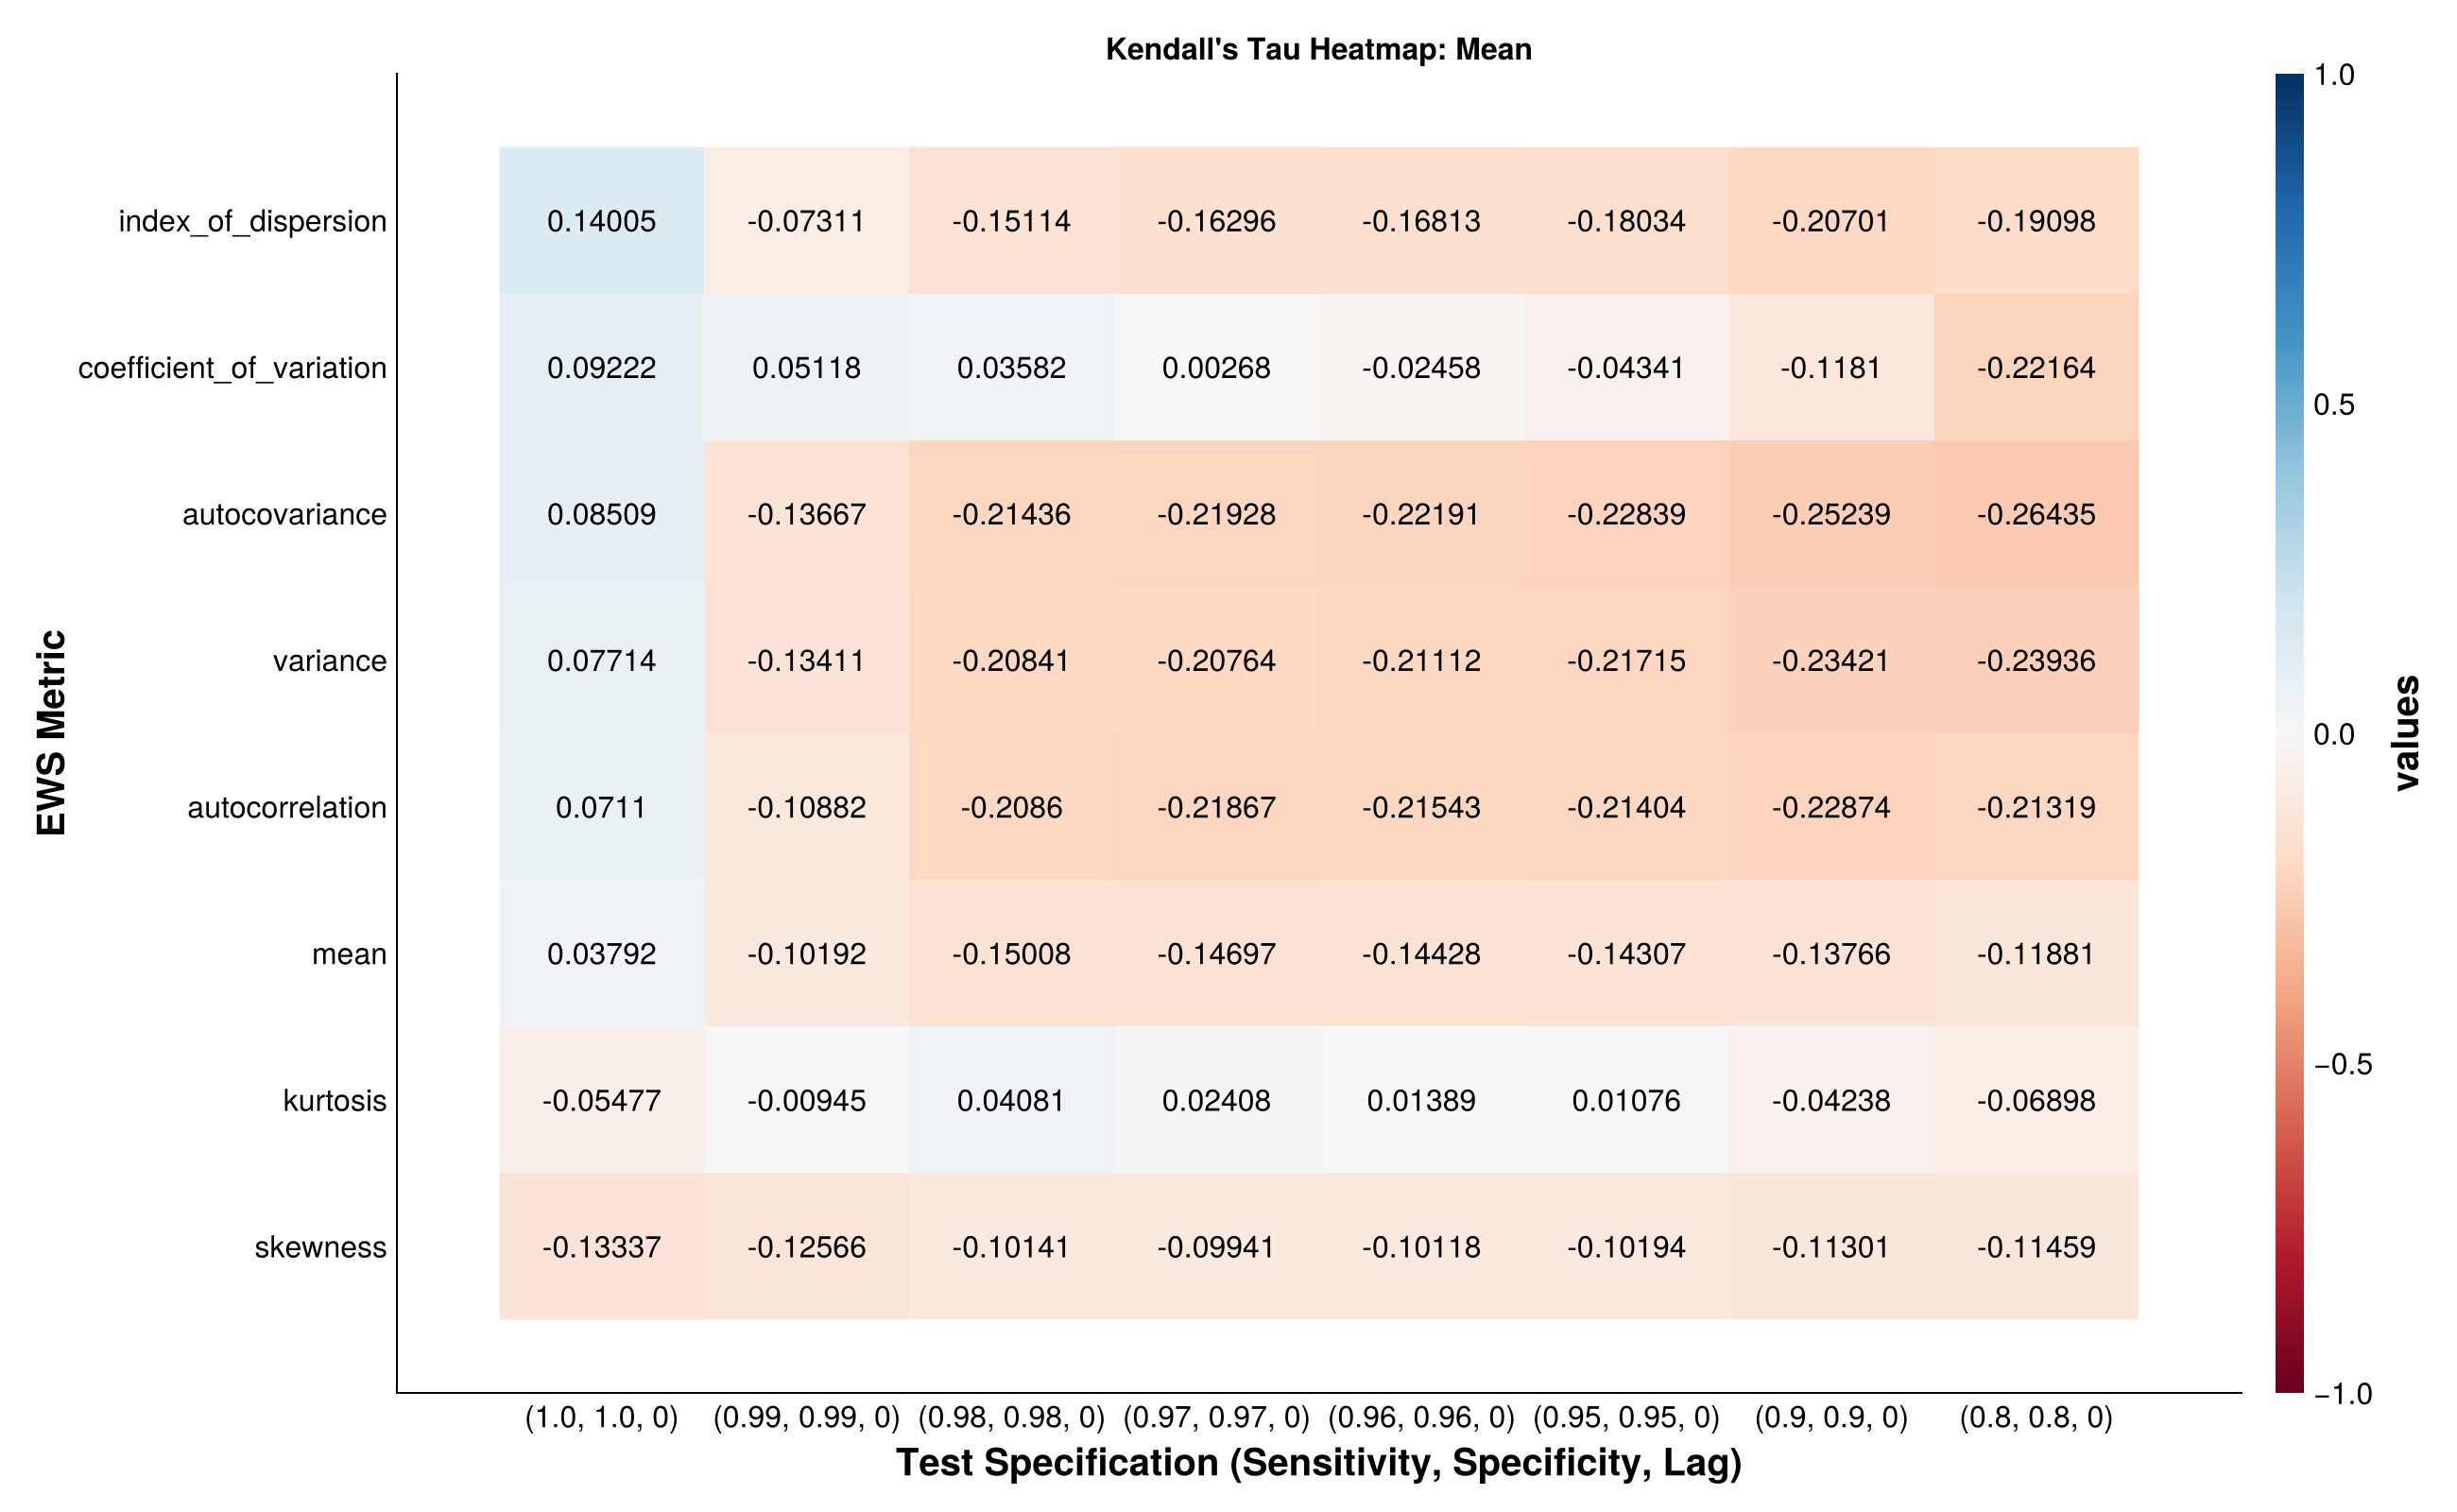 Kendall's Tau Heatmap: Mean
index_of_dispersion 0.14005 -0.07311 -0.15114 -0.16296 -0.16813 -0.18034 -0.20701 -0.19098
coefficient_of_variation 0.09222 0.05118 0.03582 0.00268 -0.02458 -0.04341 -0.1181 -0.22164
autocovariance 0.08509 -0.13667 -0.21436 -0.21928 -0.22191 -0.22839 -0.25239 -0.26435
variance 0.07714 -0.13411 -0.20841 -0.20764 -0.21112 -0.21715 -0.23421 -0.23936
autocorrelation 0.0711 -0.10882 -0.2086 -0.21867 -0.21543 -0.21404 -0.22874 -0.21319
mean 0.03792 -0.10192 -0.15008 -0.14697 -0.14428 -0.14307 -0.13766 -0.11881
kurtosis -0.05477 -0.00945 0.04081 0.02408 0.01389 0.01076 -0.04238 -0.06898
skewness -0.13337 -0.12566 -0.10141 -0.09941 -0.10118 -0.10194 -0.11301 -0.11459
(1.0, 1.0, 0) (0.99, 0.99, 0) (0.98, 0.98, 0) (0.97, 0.97, 0) (0.96, 0.96, 0) (0.95, 0.95, 0) (0.9, 0.9, 0) (0.8, 0.8, 0)
Test Specification (Sensitivity, Specificity, Lag)
EWS Metric
1.0
0.5
0.0
−0.5
−1.0
values